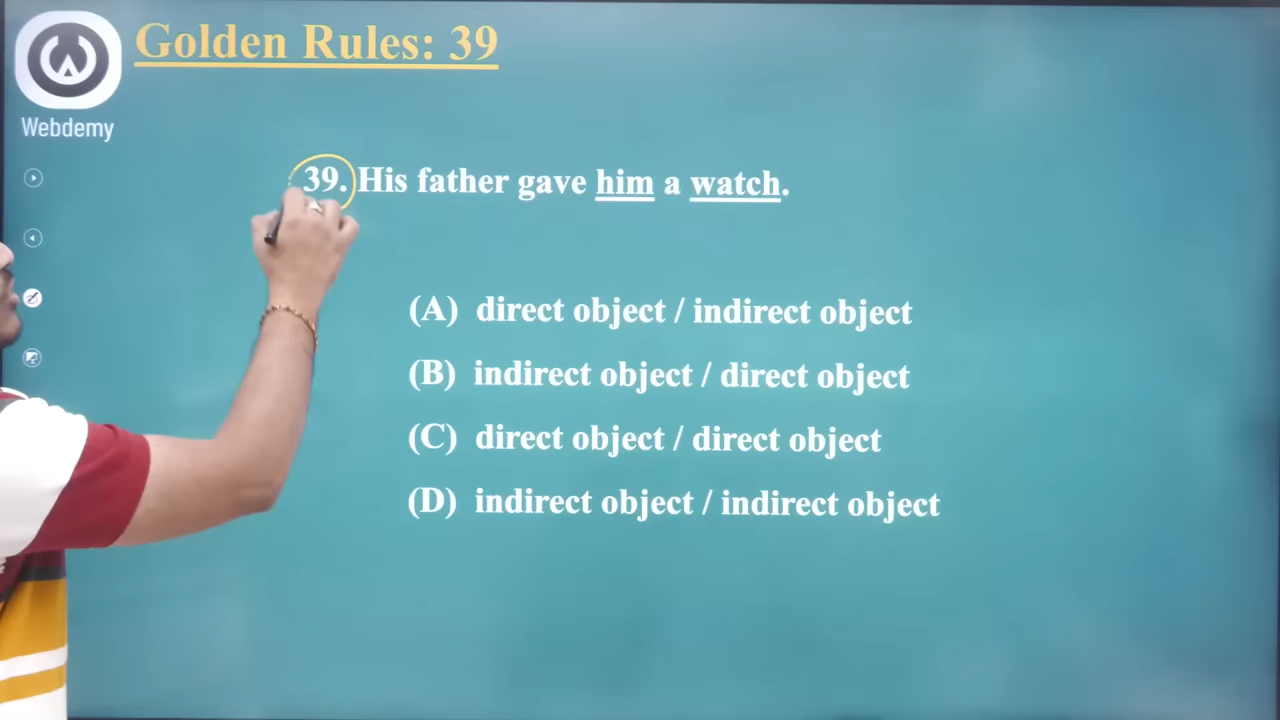 Golden Rules: 39
Webdemy
39. His father gave him a watch.
(A) direct object / indirect object
(B) indirect object / direct object
(C) direct object / direct object
(D) indirect object / indirect object